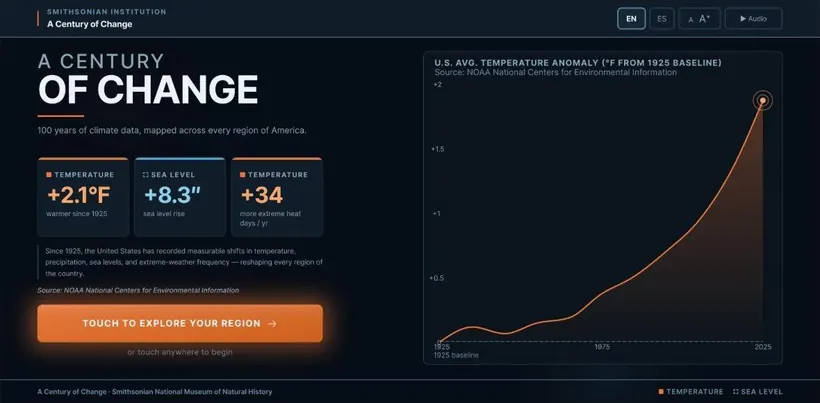 SMITHSONIAN INSTITUTION
A Century of Change
EN
ES
A A+
▶ Audio
A CENTURY
OF CHANGE
100 years of climate data, mapped across every region of America.
TEMPERATURE
+2.1°F
warmer since 1925
SEA LEVEL
+8.3″
sea level rise
TEMPERATURE
+34
more extreme heat
days / yr
Since 1925, the United States has recorded measurable shifts in temperature,
precipitation, sea levels, and extreme-weather frequency — reshaping every region of
the country.
Source: NOAA National Centers for Environmental Information
TOUCH TO EXPLORE YOUR REGION →
or touch anywhere to begin
U.S. AVG. TEMPERATURE ANOMALY (°F FROM 1925 BASELINE)
Source: NOAA National Centers for Environmental Information
+2
+1.5
+1
+0.5
0
1925
1975
2025
1925 baseline
A Century of Change · Smithsonian National Museum of Natural History
TEMPERATURE
SEA LEVEL